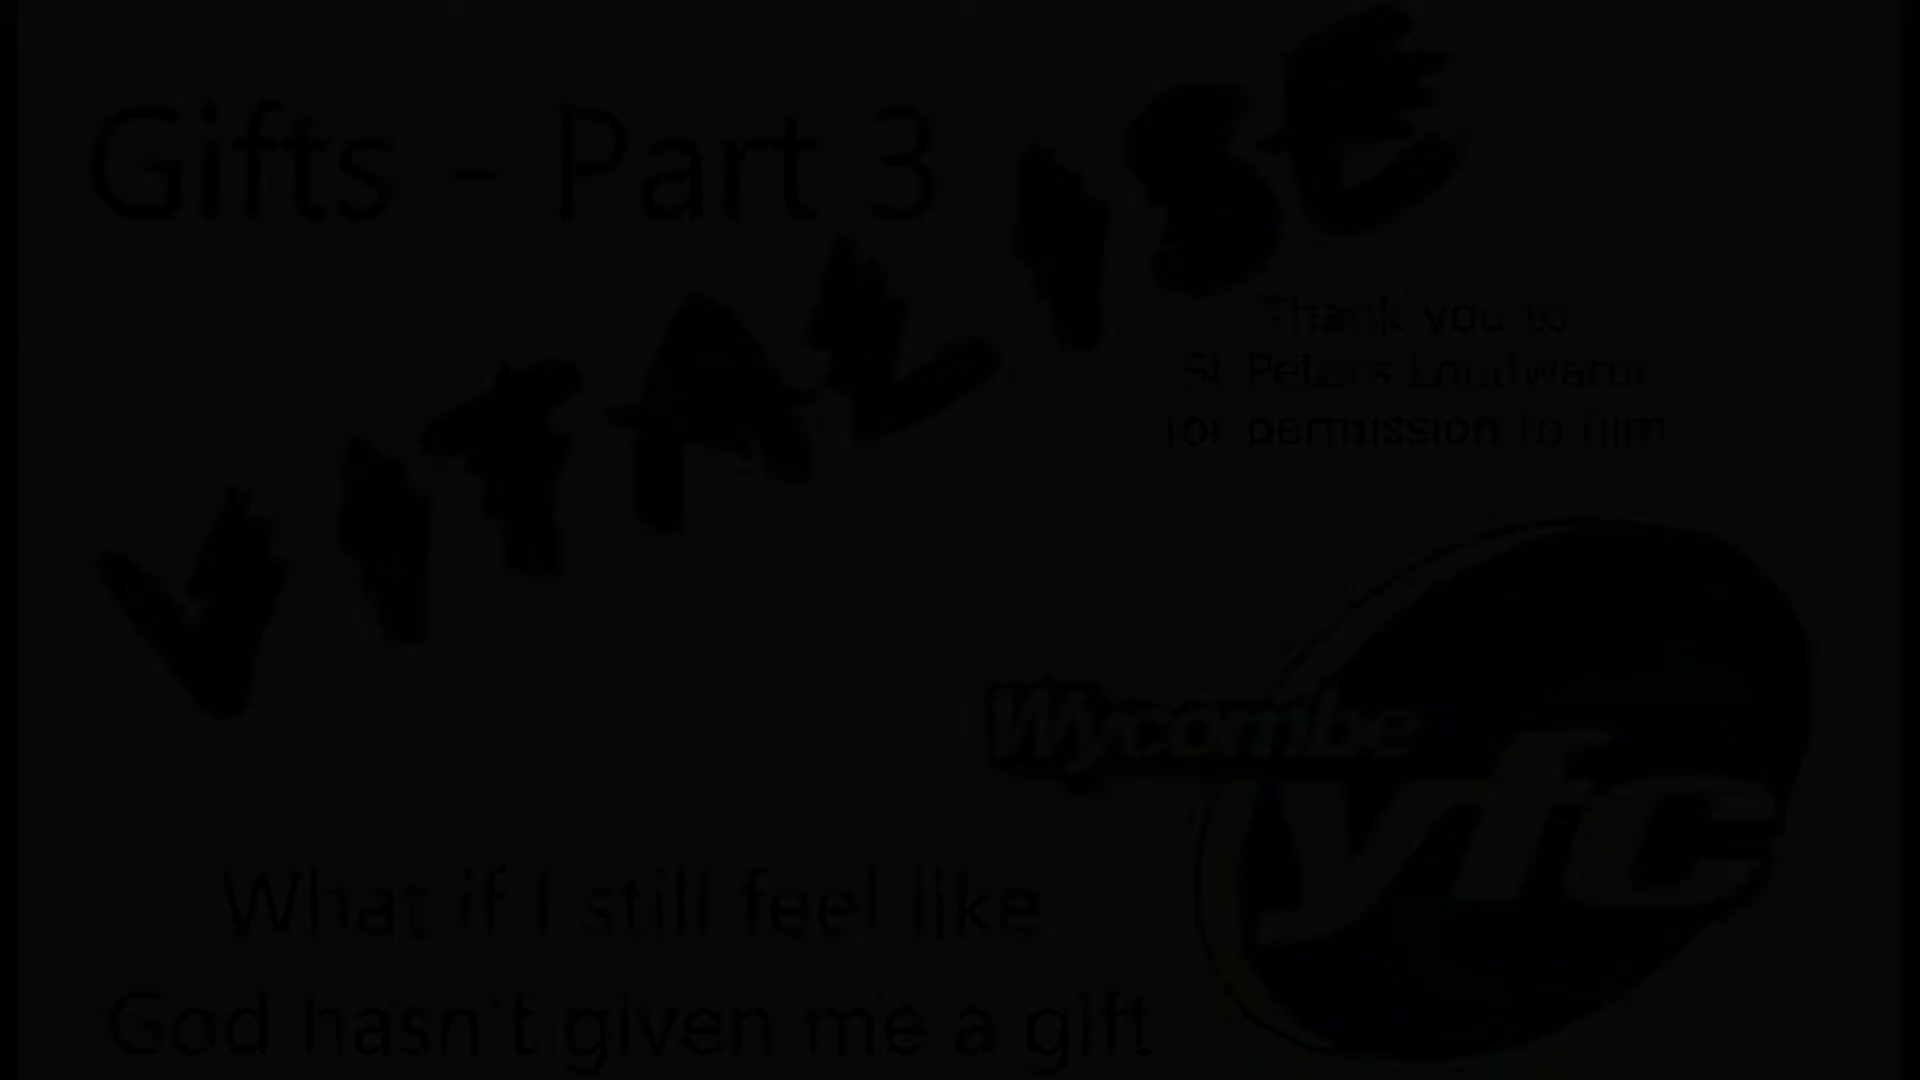 Gifts - Part 3
VITALISE
Thank you to
St Peters Loudwater
for permission to film
Wycombe
yfc
What if I still feel like
God hasn't given me a gift